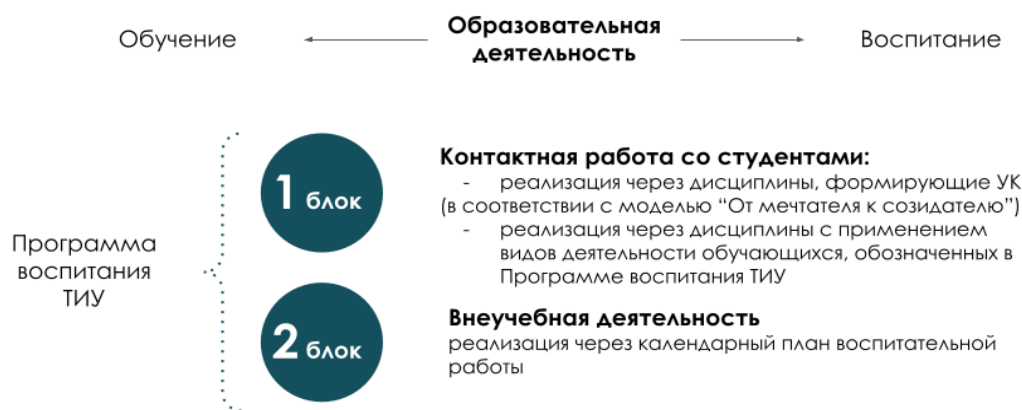 Обучение
Образовательная
деятельность
Воспитание
Программа
воспитания
ТИУ
1 блок
Контактная работа со студентами:
- реализация через дисциплины, формирующие УК
(в соответствии с моделью “От мечтателя к созидателю”)
- реализация через дисциплины с применением
видов деятельности обучающихся, обозначенных в
Программе воспитания ТИУ
2 блок
Внеучебная деятельность
реализация через календарный план воспитательной
работы